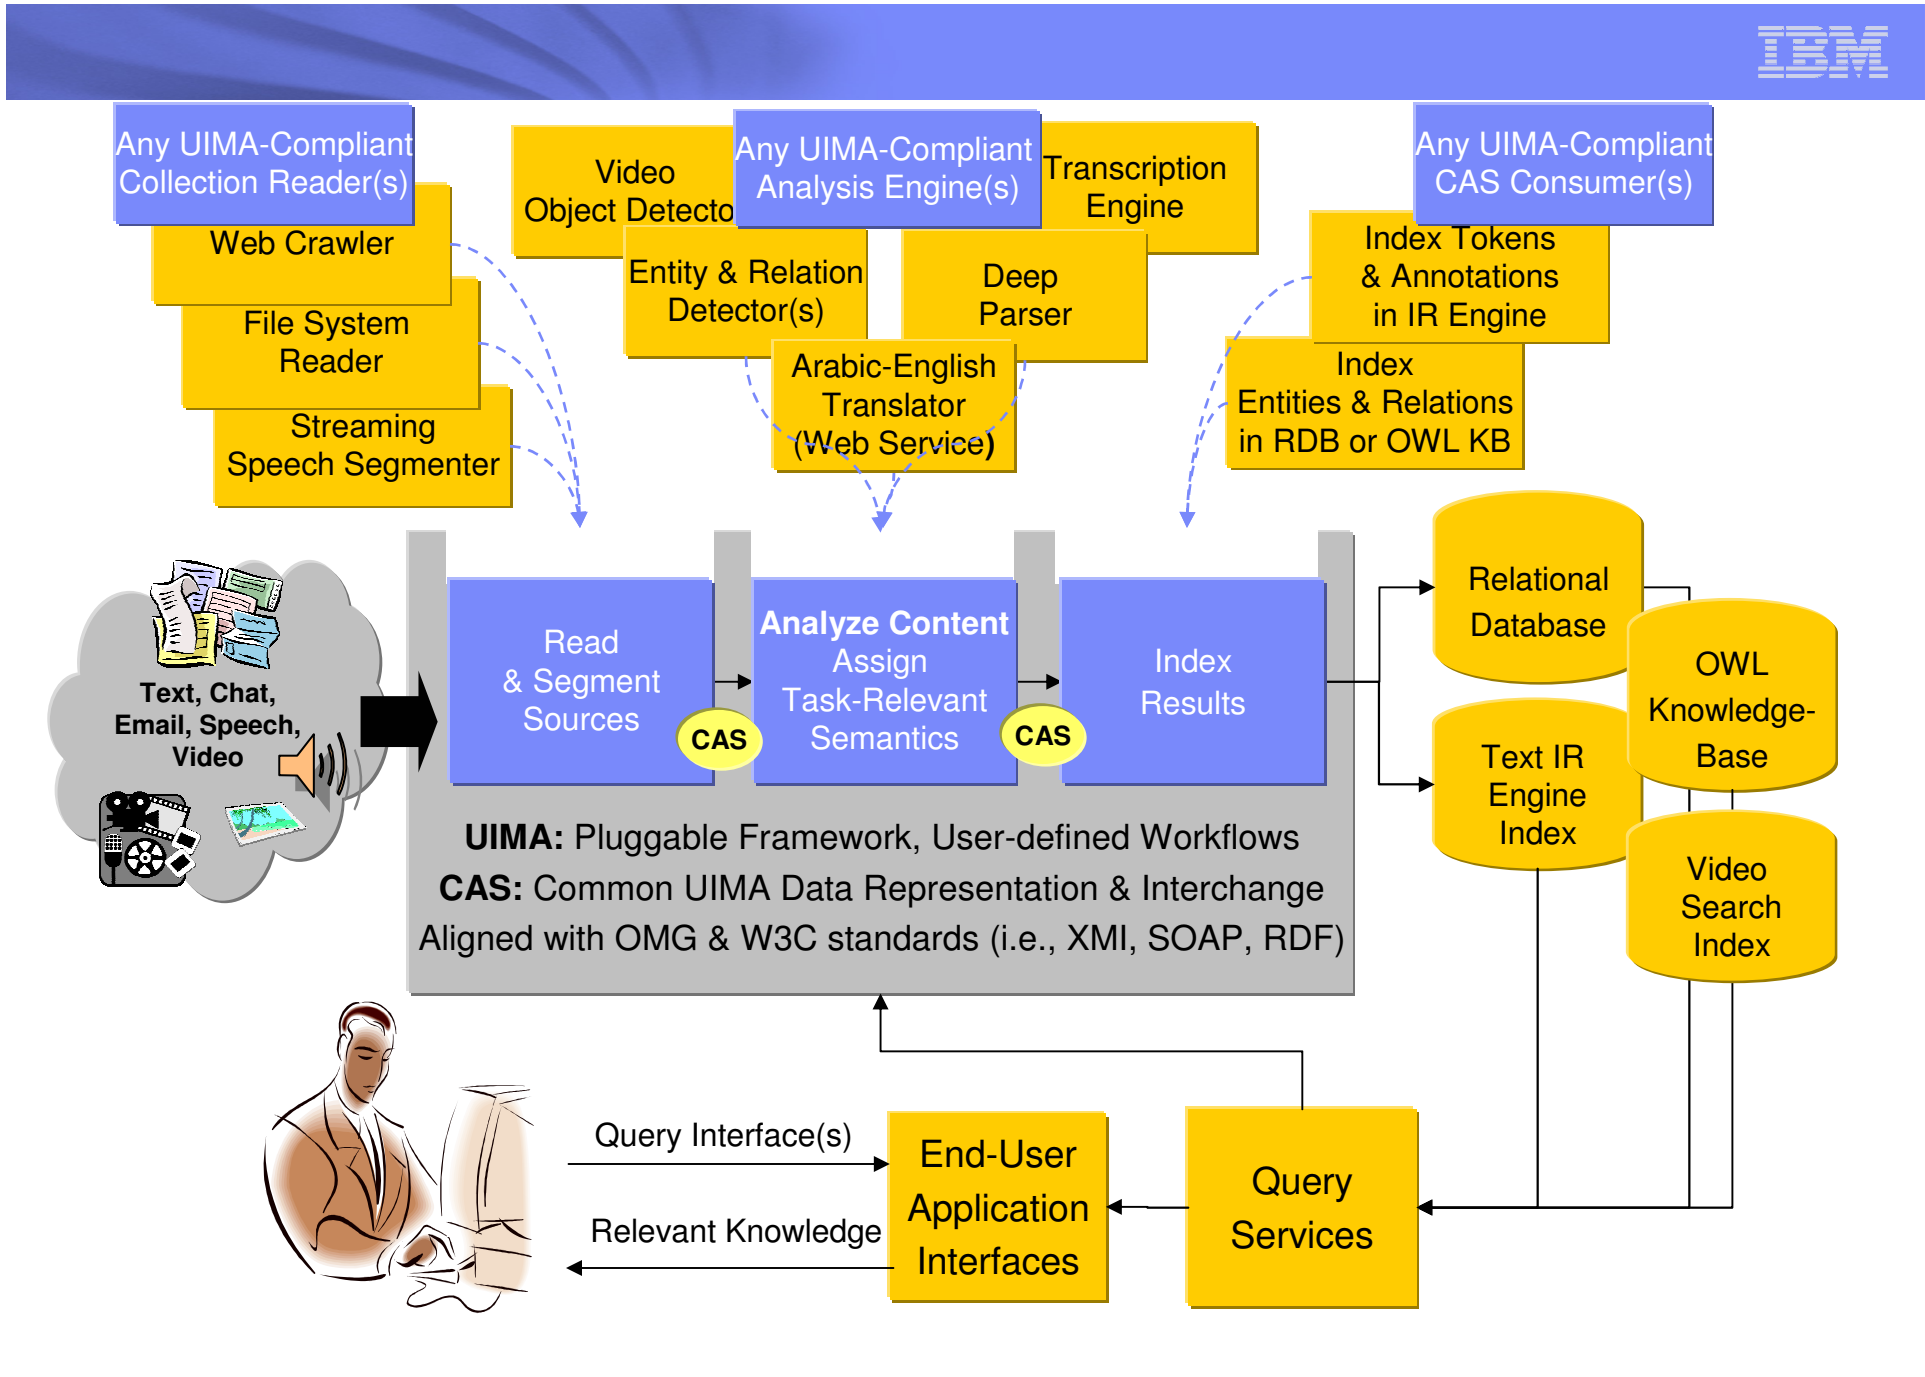 IBM
Any UIMA-Compliant
Collection Reader(s)
Web Crawler
File System
Reader
Streaming
Speech Segmenter
Video
Object Detecto
Any UIMA-Compliant
Analysis Engine(s)
Transcription
Engine
Entity & Relation
Detector(s)
Deep
Parser
Arabic-English
Translator
(Web Service)
Any UIMA-Compliant
CAS Consumer(s)
Index Tokens
& Annotations
in IR Engine
Index
Entities & Relations
in RDB or OWL KB
Text, Chat,
Email, Speech,
Video
Read
& Segment
Sources
CAS
Analyze Content
Assign
Task-Relevant
Semantics
CAS
Index
Results
Relational
Database
OWL
Knowledge-
Base
Text IR
Engine
Index
Video
Search
Index
UIMA: Pluggable Framework, User-defined Workflows
CAS: Common UIMA Data Representation & Interchange
Aligned with OMG & W3C standards (i.e., XMI, SOAP, RDF)
Query Interface(s)
Relevant Knowledge
End-User
Application
Interfaces
Query
Services